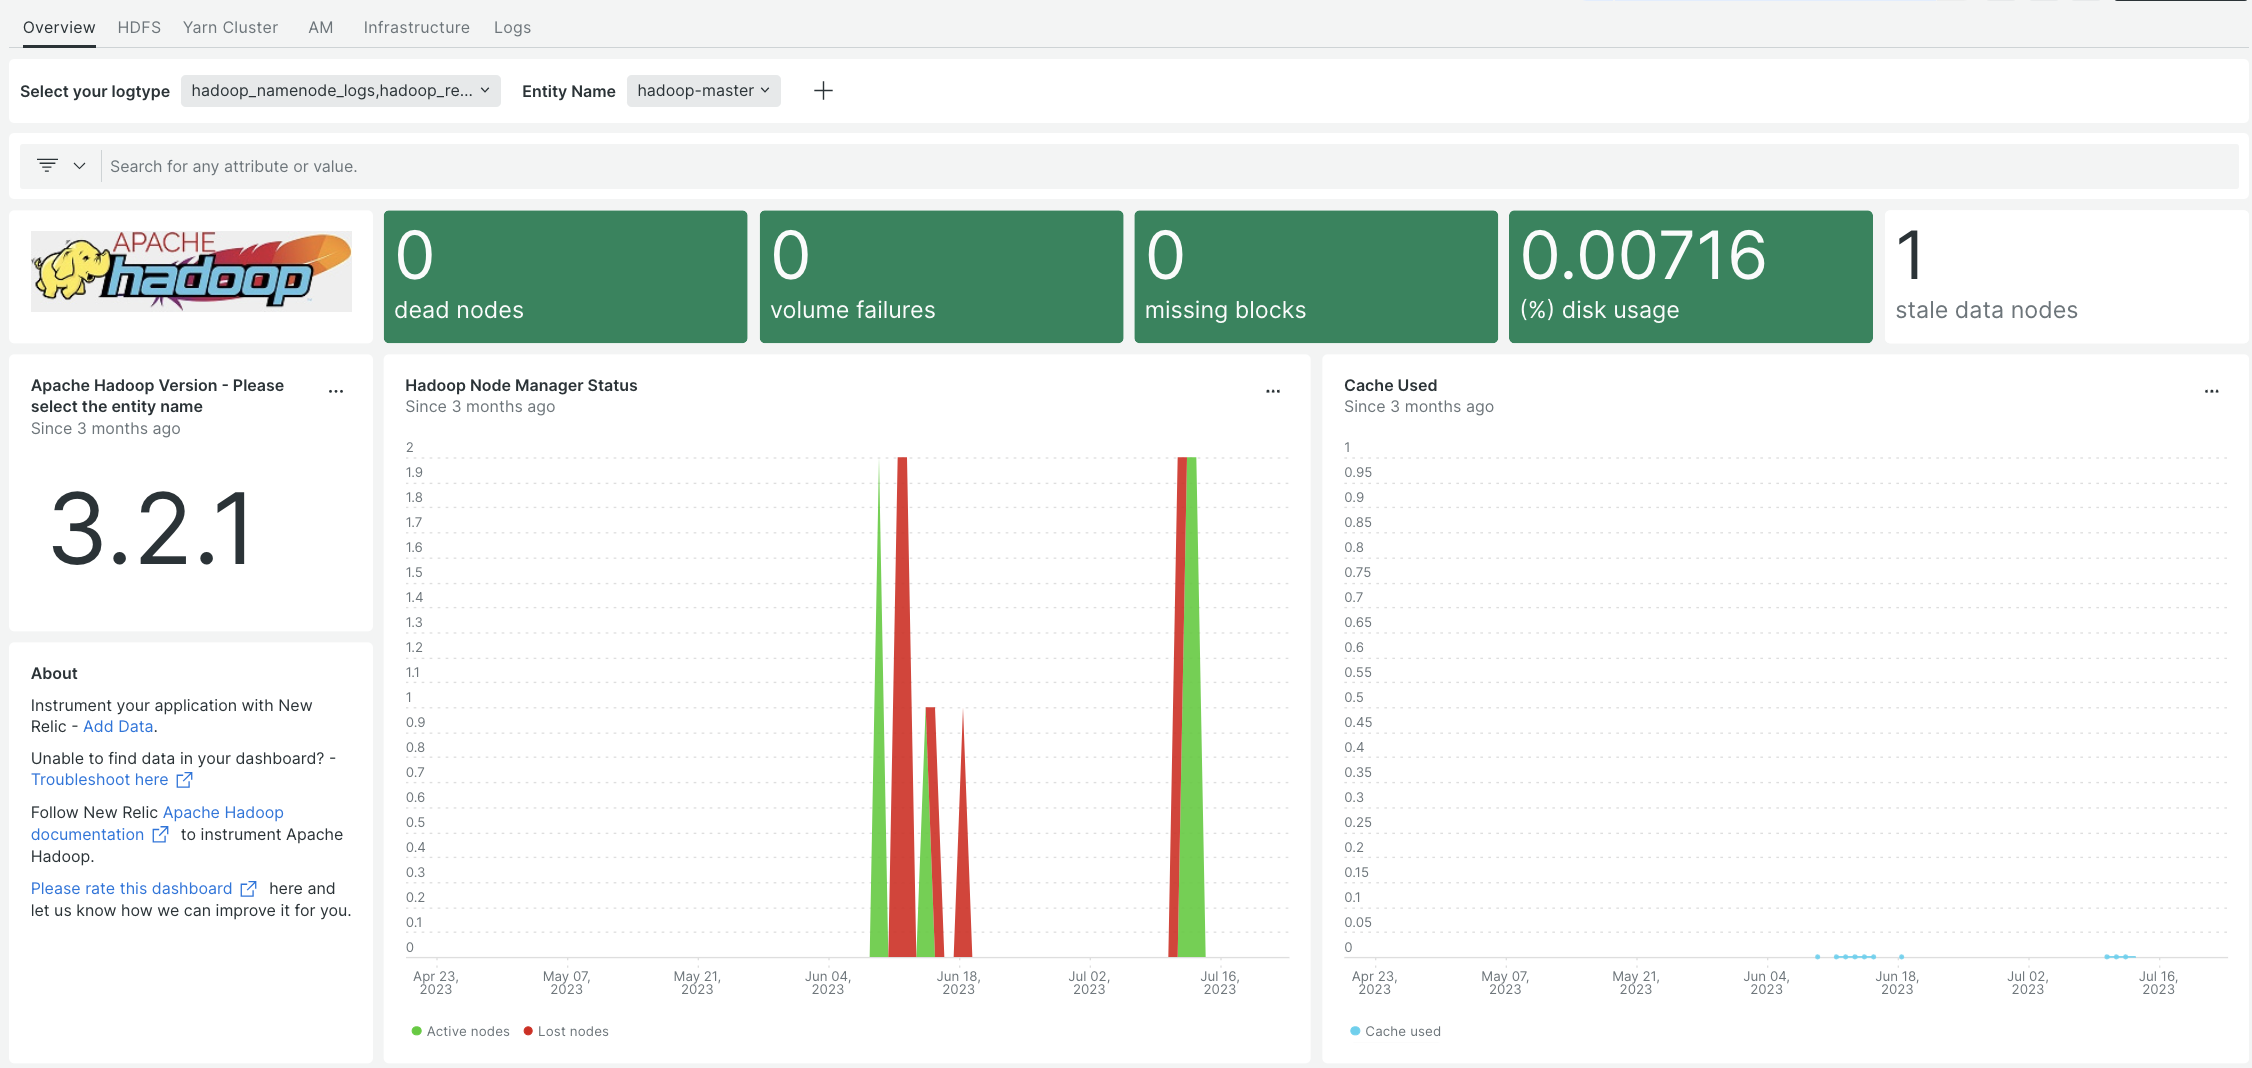 Overview HDFS Yarn Cluster AM Infrastructure Logs
Select your logtype hadoop_namenode_logs,hadoop_re... Entity Name hadoop-master
Search for any attribute or value.
APACHE
hadoop
0
dead nodes
0
volume failures
0
missing blocks
0.00716
(%) disk usage
1
stale data nodes
Apache Hadoop Version - Please
select the entity name
Since 3 months ago
3.2.1
About
Instrument your application with New
Relic - Add Data.
Unable to find data in your dashboard? -
Troubleshoot here
Follow New Relic Apache Hadoop
documentation to instrument Apache
Hadoop.
Please rate this dashboard here and
let us know how we can improve it for you.
Hadoop Node Manager Status
Since 3 months ago
2
1.9
1.8
1.7
1.6
1.5
1.4
1.3
1.2
1.1
1
0.9
0.8
0.7
0.6
0.5
0.4
0.3
0.2
0.1
0
Apr 23, May 07, May 21, Jun 04, Jun 18, Jul 02, Jul 16,
2023 2023 2023 2023 2023 2023 2023
Active nodes Lost nodes
Cache Used
Since 3 months ago
1
0.95
0.9
0.85
0.8
0.75
0.7
0.65
0.6
0.55
0.5
0.45
0.4
0.35
0.3
0.25
0.2
0.15
0.1
0.05
0
Apr 23, May 07, May 21, Jun 04, Jun 18, Jul 02, Jul 16,
2023 2023 2023 2023 2023 2023 2023
Cache used